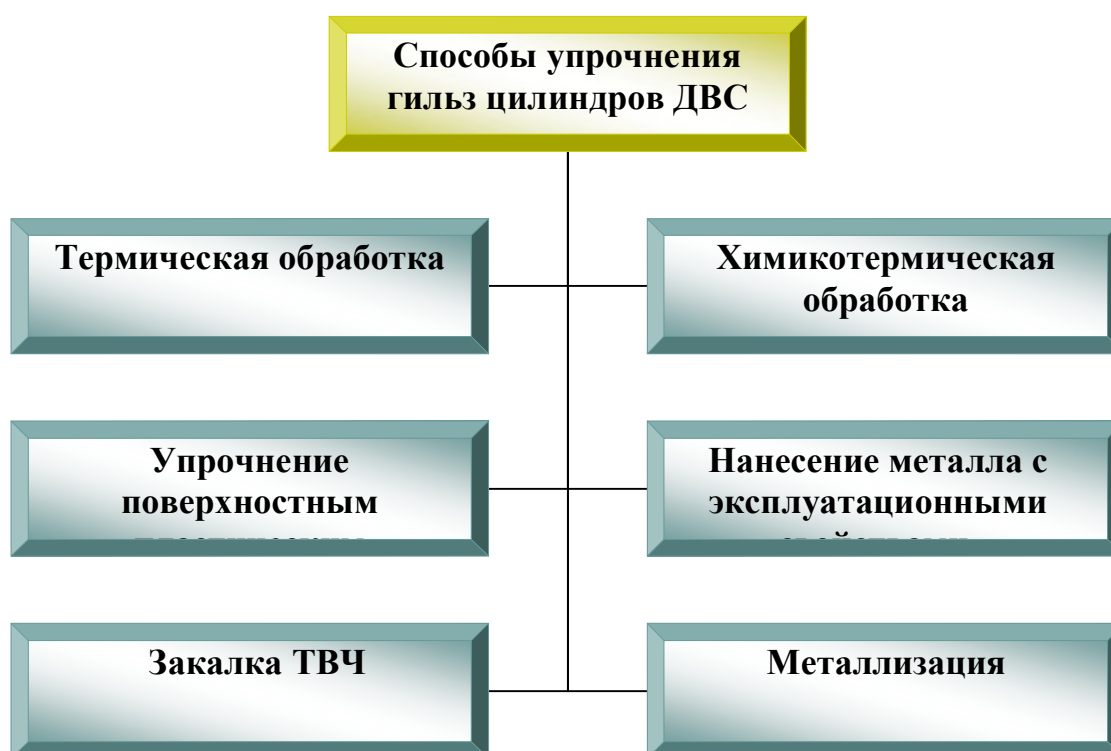 Способы упрочнения
гильз цилиндров ДВС
Термическая обработка
Химикотермическая
обработка
Упрочнение
поверхностным
Нанесение металла с
эксплуатационными
Закалка ТВЧ
Металлизация